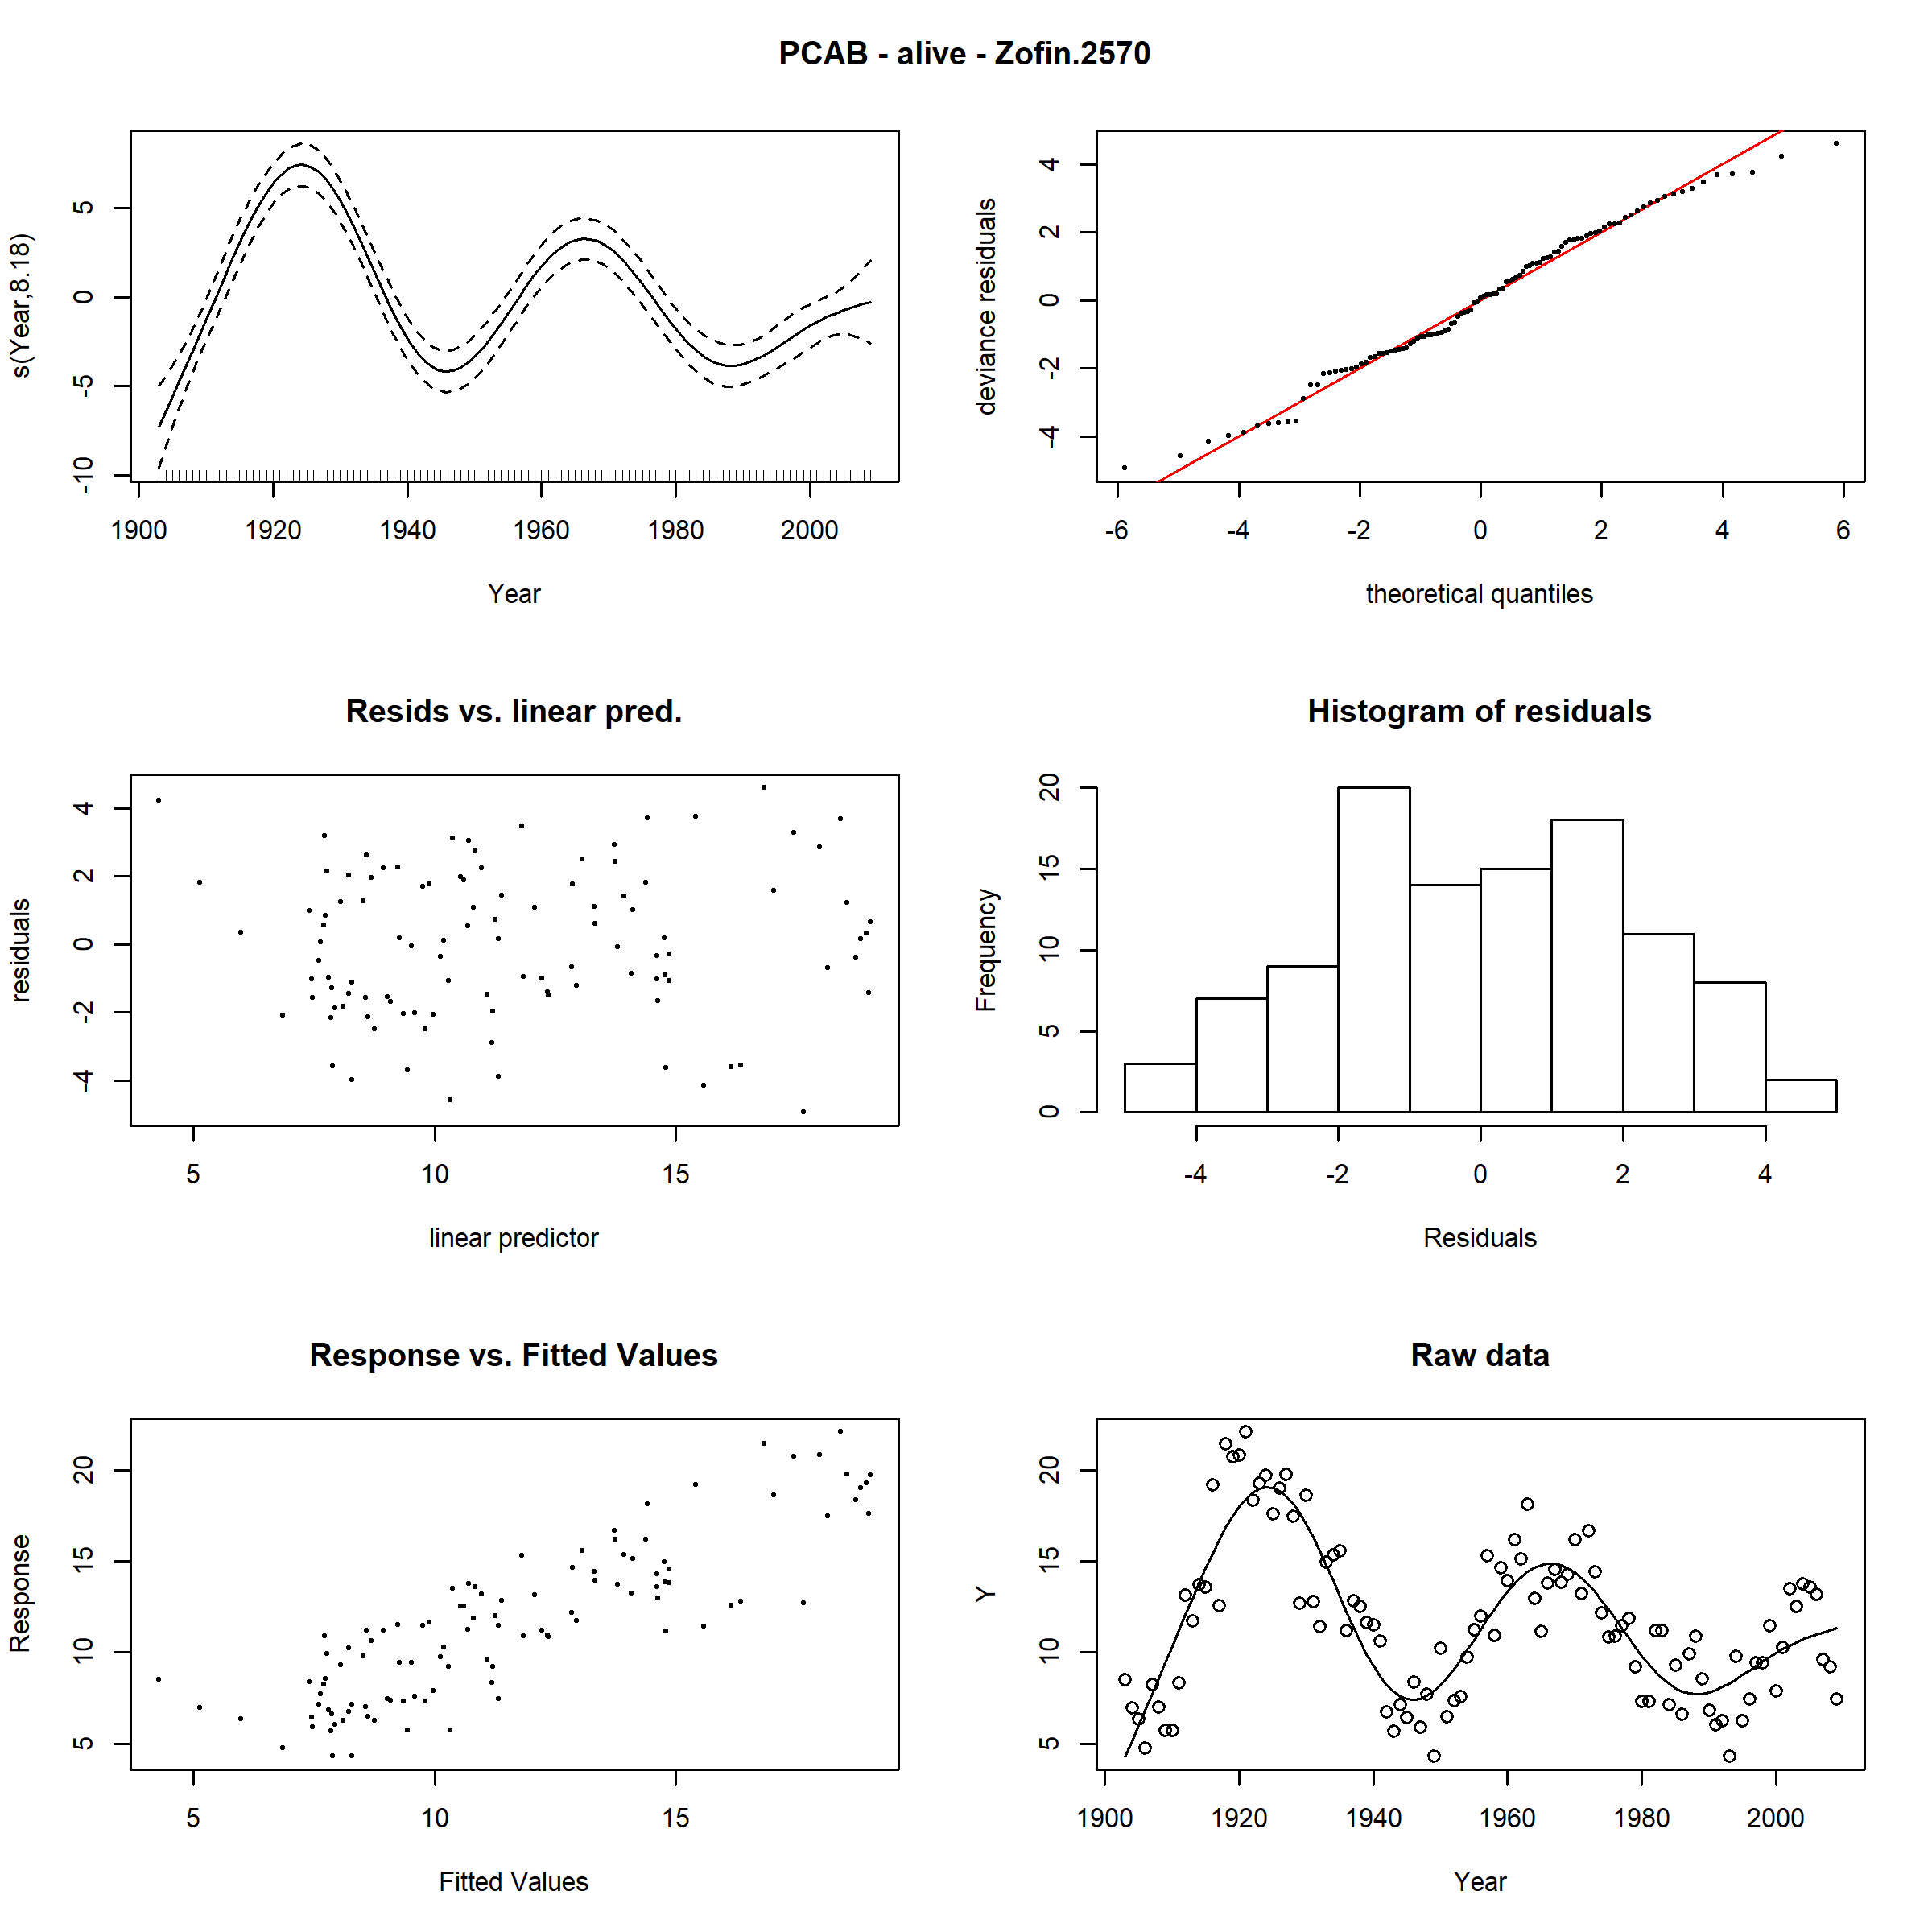 PCAB - alive - Zofin.2570
s(Year,8.18)
5
0
-5
-10
1900 1920 1940 1960 1980 2000
Year
deviance residuals
4
2
0
-2
-4
-6 -4 -2 0 2 4 6
theoretical quantiles
Resids vs. linear pred.
residuals
4
2
0
-2
-4
5 10 15
linear predictor
Histogram of residuals
Frequency
20
15
10
5
0
-4 -2 0 2 4
Residuals
Response vs. Fitted Values
Response
20
15
10
5
5 10 15
Fitted Values
Raw data
Y
20
15
10
5
1900 1920 1940 1960 1980 2000
Year